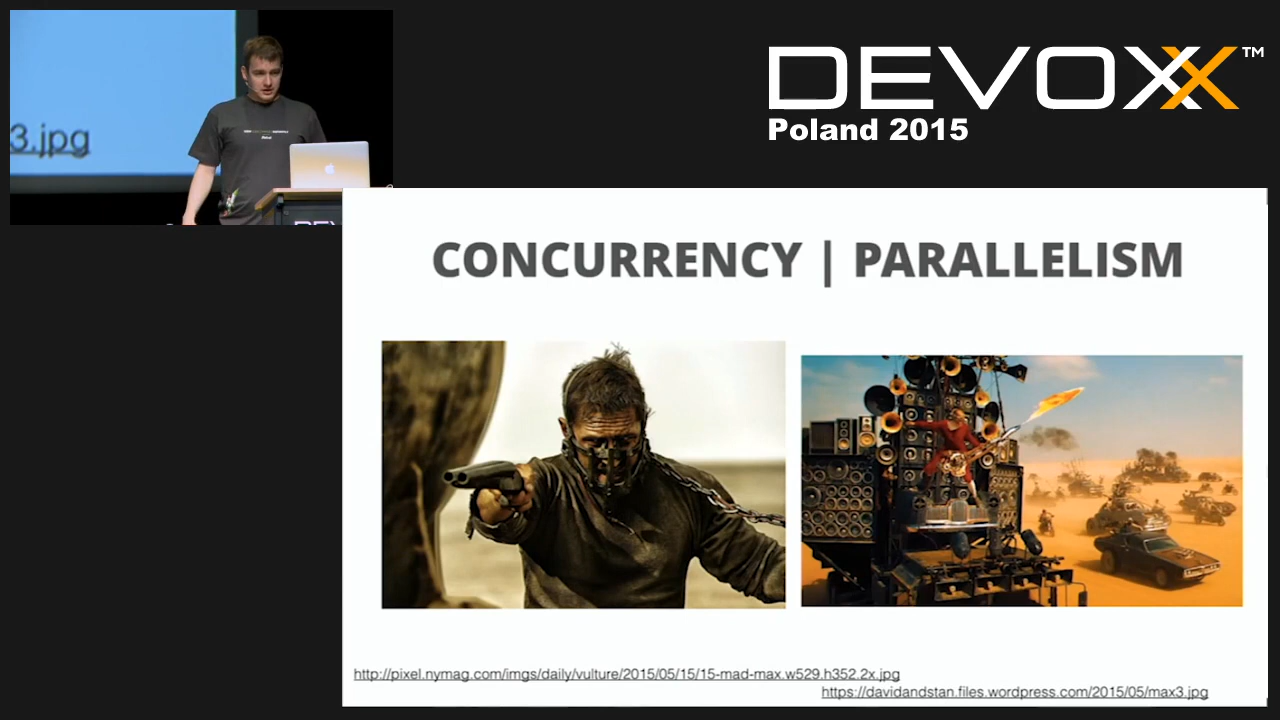 3.jpg
DEVOXX™
Poland 2015
CONCURRENCY | PARALLELISM
http://pixel.nymag.com/imgs/daily/vulture/2015/05/15/15-mad-max.w529.h352.2x.jpg
https://davidandstan.files.wordpress.com/2015/05/max3.jpg